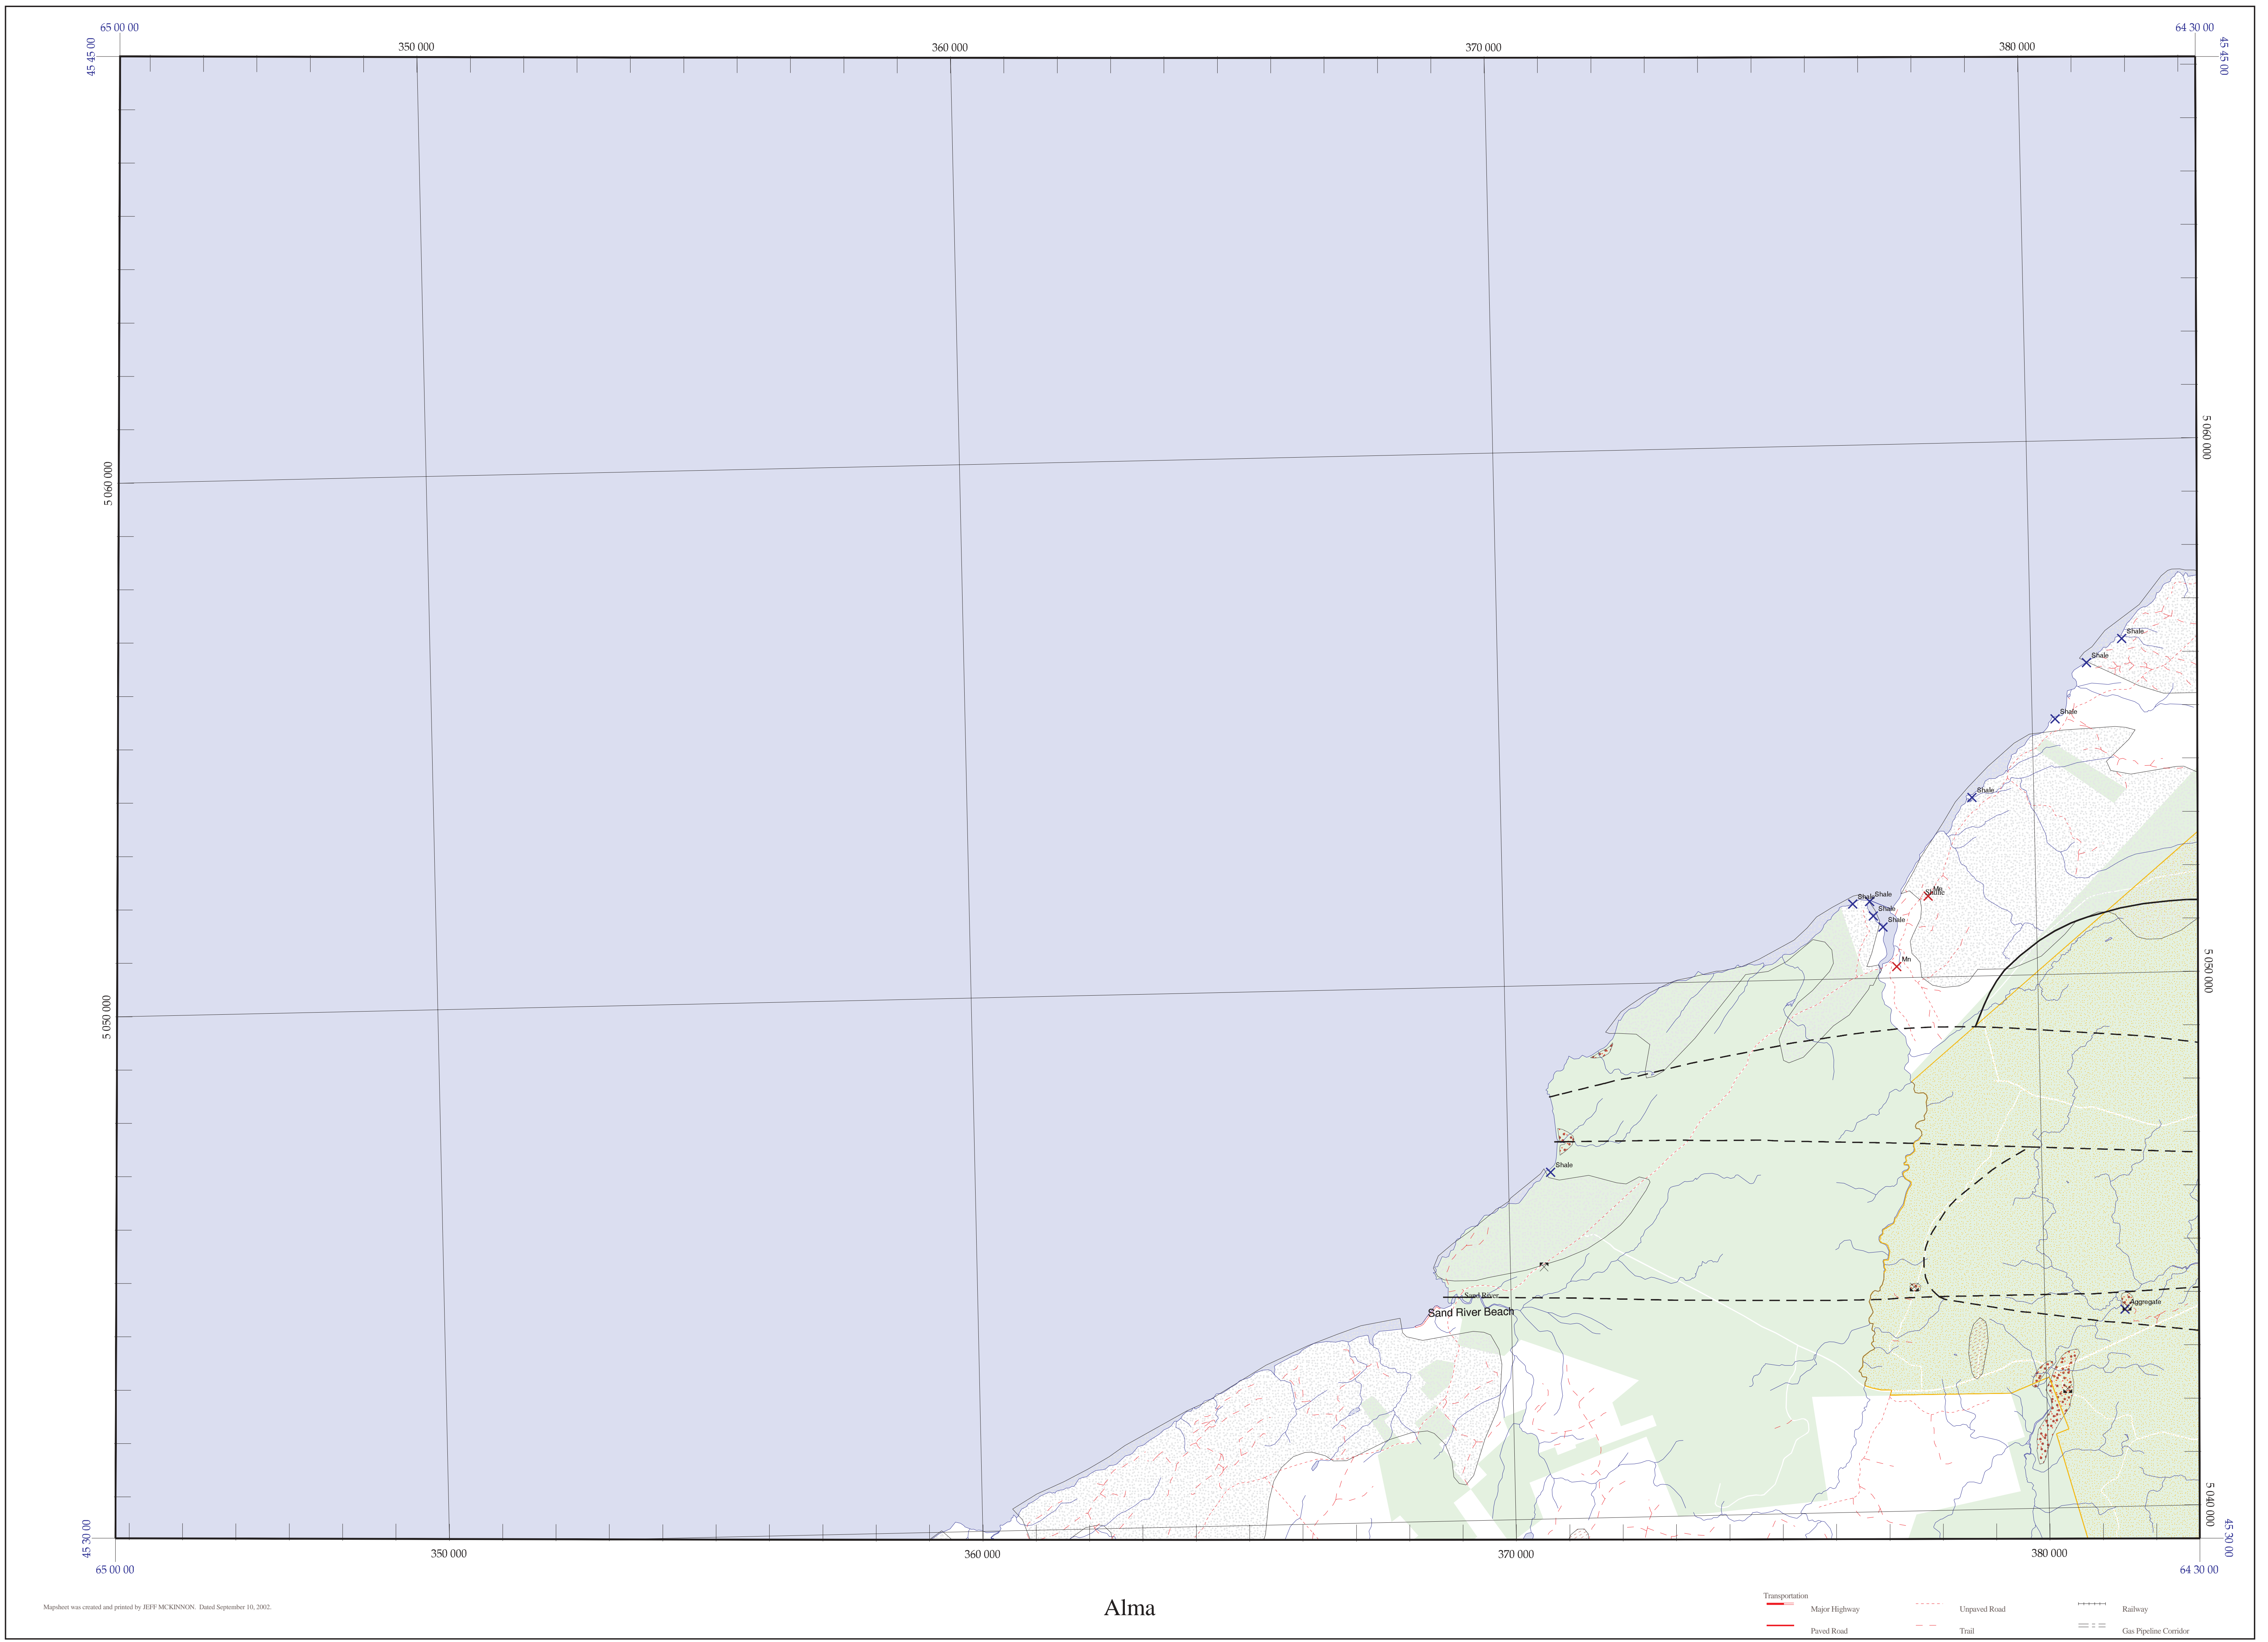 65 00 00
64 30 00
45 45 00
350 000
360 000
370 000
380 000
45 45 00
5 060 000
5 060 000
Shale
Shale
Shale
Shale
Mn
Shale
Shale
Shale
Shale
Shale
Mn
5 050 000
5 050 000
Shale
Sand River
Sand River Beach
Aggregate
5 040 000
45 30 00
45 30 00
350 000
360 000
370 000
380 000
65 00 00
64 30 00
Mapsheet was created and printed by JEFF MCKINNON. Dated September 10, 2002.
Alma
Transportation
Major Highway
Unpaved Road
Railway
Paved Road
Trail
Gas Pipeline Corridor